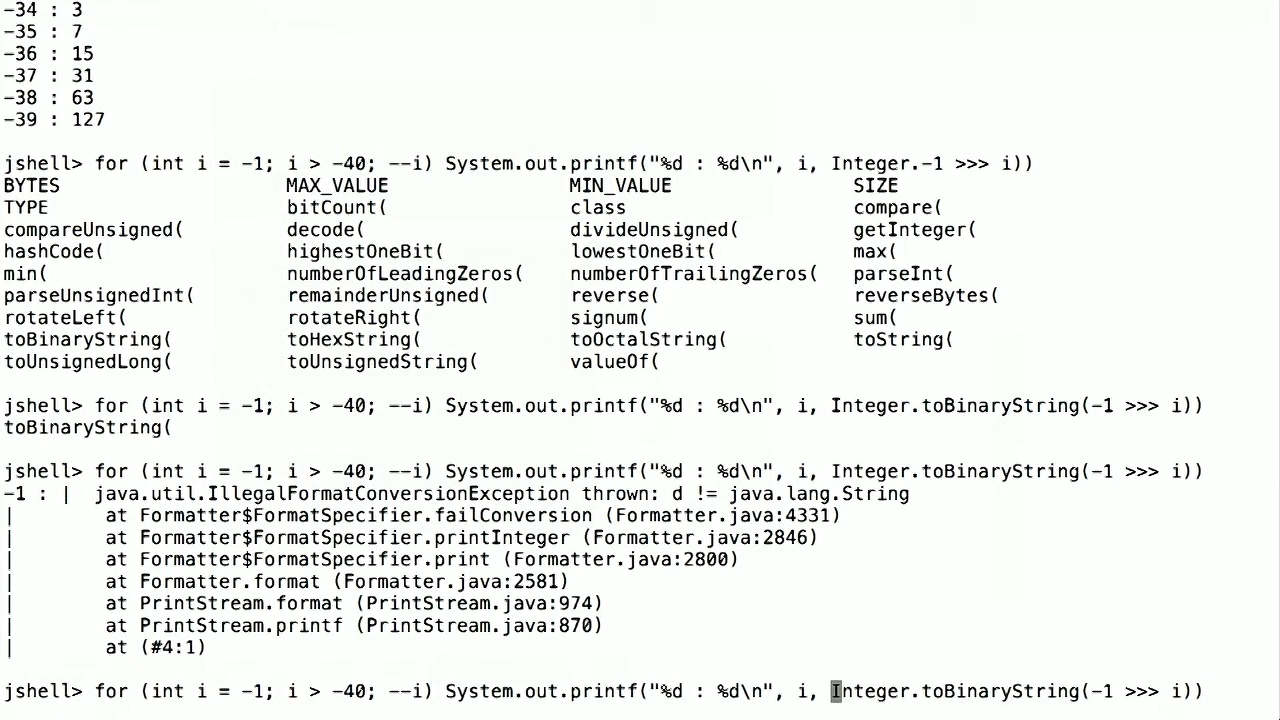 -34 : 3
-35 : 7
-36 : 15
-37 : 31
-38 : 63
-39 : 127
jshell> for (int i = -1; i > -40; --i) System.out.printf("%d : %d\n", i, Integer.-1 >>> i))
BYTES MAX_VALUE MIN_VALUE SIZE
TYPE bitCount( class compare(
compareUnsigned( decode( divideUnsigned( getInteger(
hashCode( highestOneBit( lowestOneBit( max(
min( numberOfLeadingZeros( numberOfTrailingZeros( parseInt(
parseUnsignedInt( remainderUnsigned( reverse( reverseBytes(
rotateLeft( rotateRight( signum( sum(
toBinaryString( toHexString( toOctalString( toString(
toUnsignedLong( toUnsignedString( valueOf(
jshell> for (int i = -1; i > -40; --i) System.out.printf("%d : %d\n", i, Integer.toBinaryString(-1 >>> i))
toBinaryString(
jshell> for (int i = -1; i > -40; --i) System.out.printf("%d : %d\n", i, Integer.toBinaryString(-1 >>> i))
-1 : |  java.util.IllegalFormatConversionException thrown: d != java.lang.String
|        at Formatter$FormatSpecifier.failConversion (Formatter.java:4331)
|        at Formatter$FormatSpecifier.printInteger (Formatter.java:2846)
|        at Formatter$FormatSpecifier.print (Formatter.java:2800)
|        at Formatter.format (Formatter.java:2581)
|        at PrintStream.format (PrintStream.java:974)
|        at PrintStream.printf (PrintStream.java:870)
|        at (#4:1)
jshell> for (int i = -1; i > -40; --i) System.out.printf("%d : %d\n", i, Integer.toBinaryString(-1 >>> i))